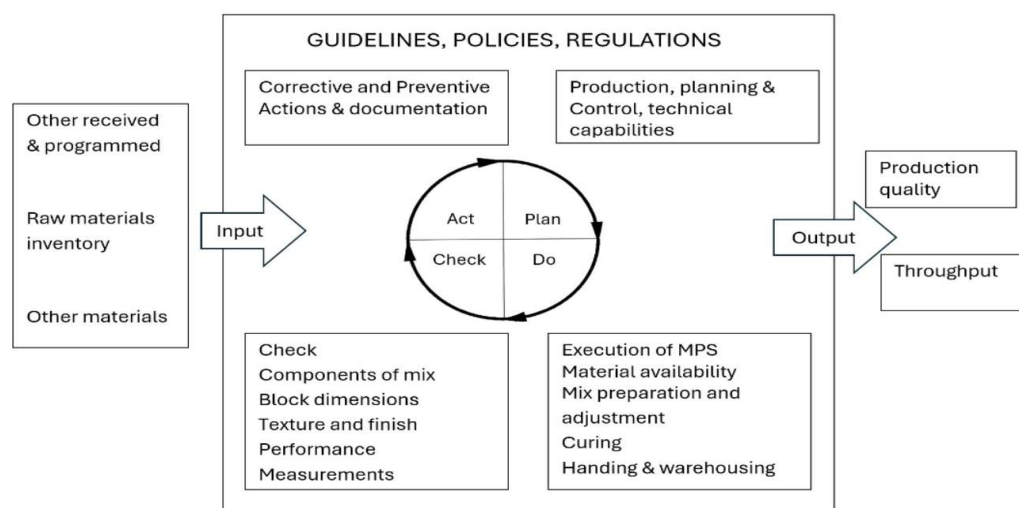 GUIDELINES, POLICIES, REGULATIONS
Corrective and Preventive
Actions & documentation
Production, planning &
Control, technical
capabilities
Other received
& programmed
Raw materials
inventory
Other materials
Input
Act
Plan
Check
Do
Output
Production
quality
Throughput
Check
Components of mix
Block dimensions
Texture and finish
Performance
Measurements
Execution of MPS
Material availability
Mix preparation and
adjustment
Curing
Handing & warehousing